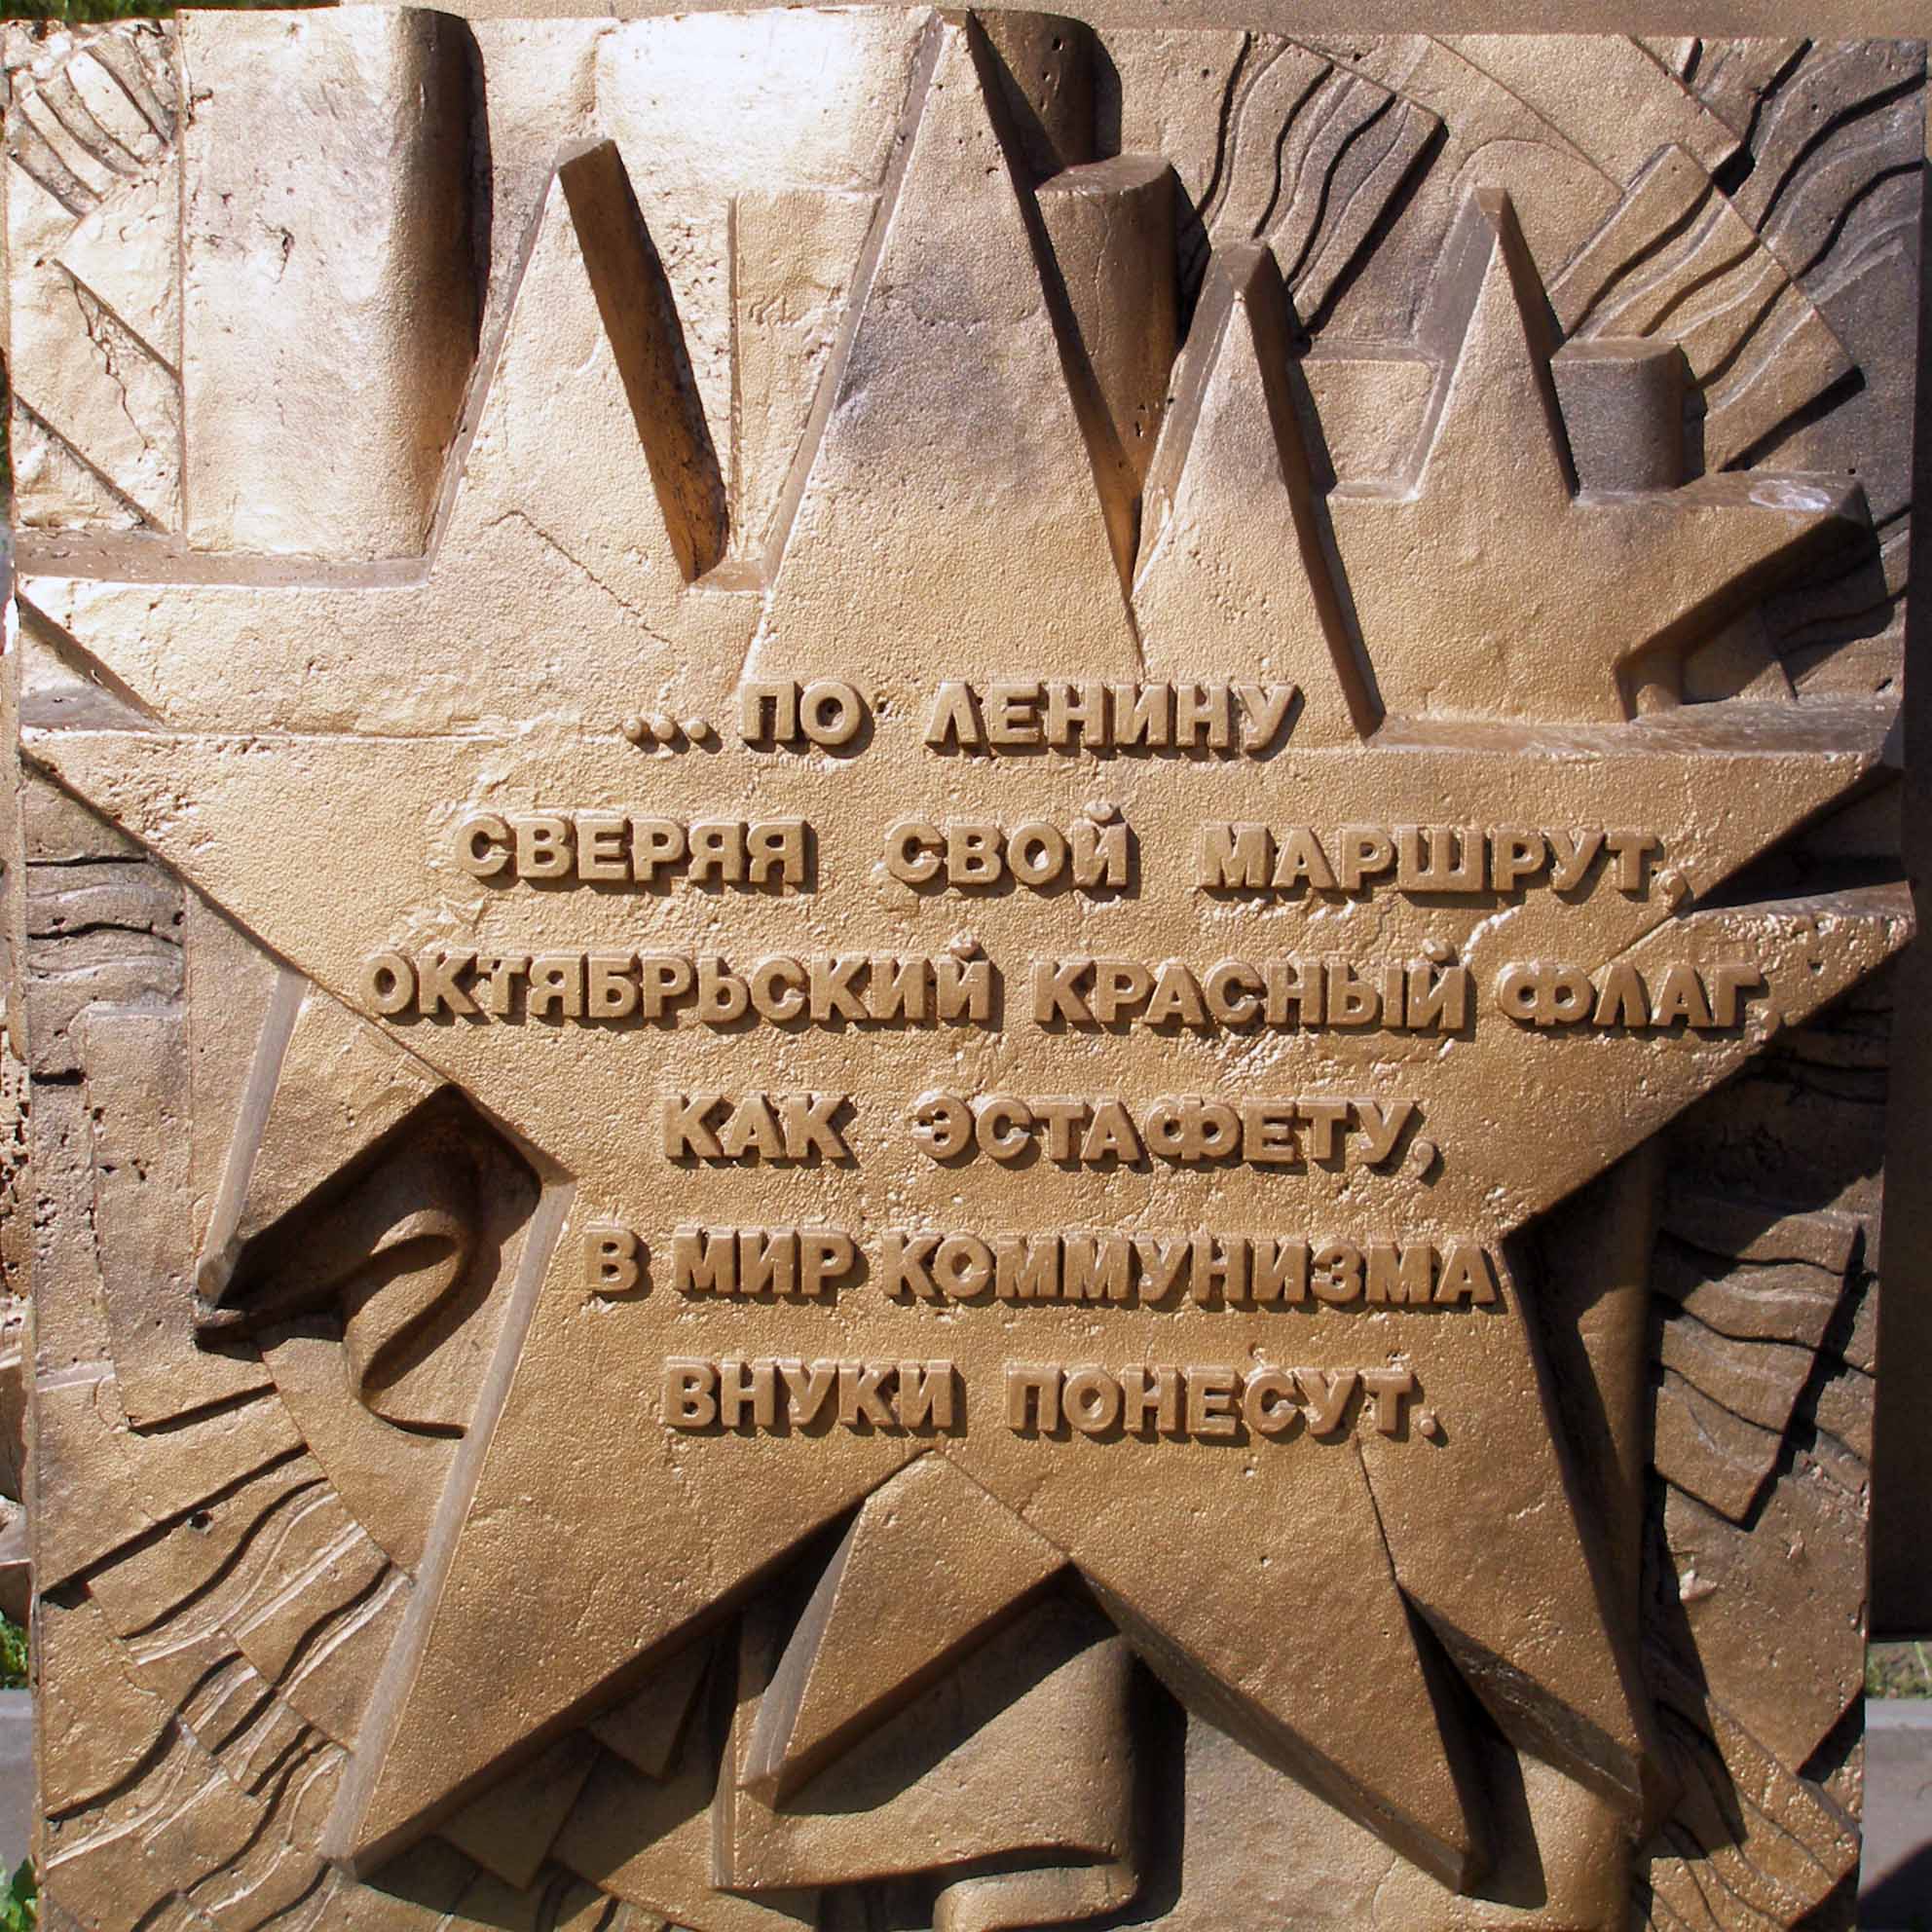 ... ПО ЛЕНИНУ
СВЕРЯЯ СВОЙ МАРШРУТ,
ОКТЯБРЬСКИЙ КРАСНЫЙ ФЛАГ,
КАК ЭСТАФЕТУ,
В МИР КОММУНИЗМА
ВНУКИ ПОНЕСУТ.